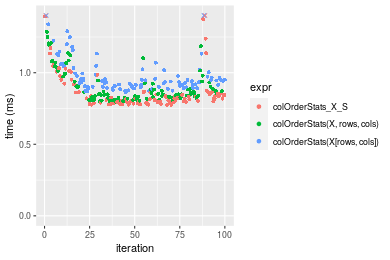 time (ms)
1.0
0.5
0.0
0
25
50
75
100
iteration
expr
colOrderStats_X_S
colOrderStats(X, rows, cols)
colOrderStats(X[rows, cols])